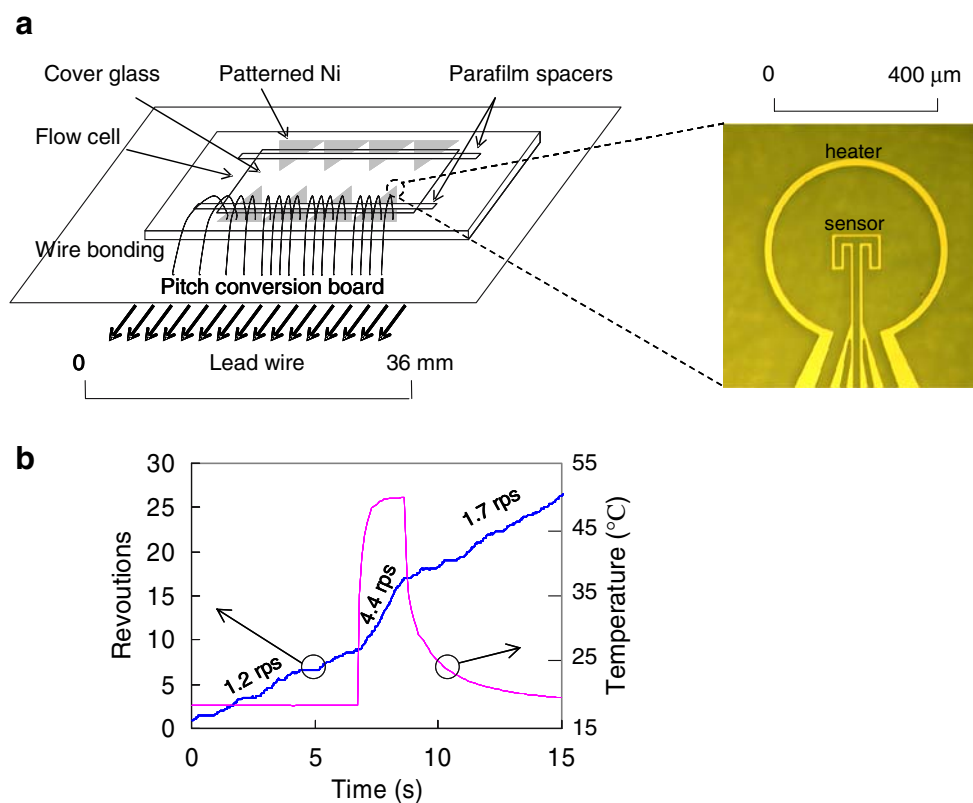 a
Cover glass
Patterned Ni
Parafilm spacers
Flow cell
Wire bonding
Pitch conversion board
0 Lead wire 36 mm
0 400 μm
heater
sensor
b
30
25
20
15
10
5
0
Revoutions
1.2 rps
4.4 rps
1.7 rps
55
45
35
25
15
Temperature (°C)
0 5 10 15
Time (s)